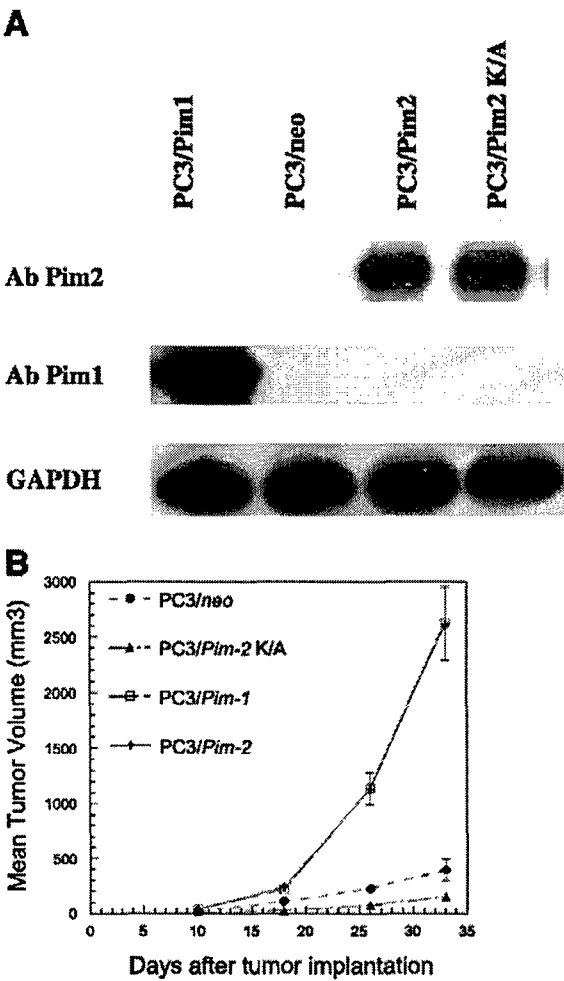 A
PC3/Pim1
PC3/neo
PC3/Pim2
PC3/Pim2 K/A
Ab Pim2
Ab Pim1
GAPDH
B
Mean Tumor Volume (mm3)
3000
2500
2000
1500
1000
500
0
PC3/neo
PC3/Pim-2 K/A
PC3/Pim-1
PC3/Pim-2
0 5 10 15 20 25 30 35
Days after tumor implantation